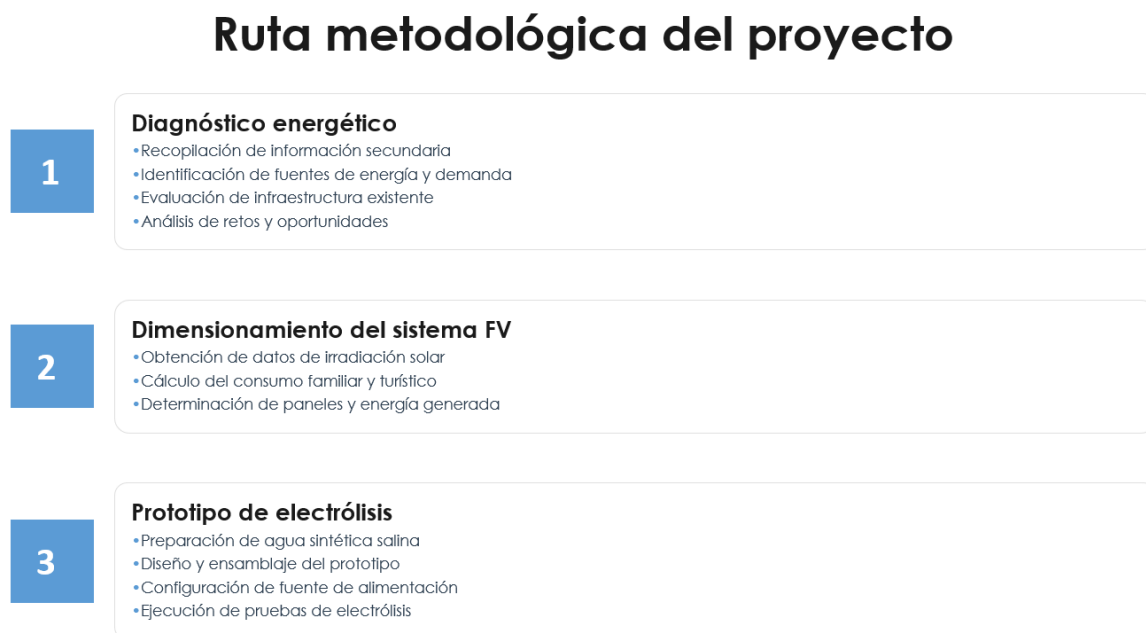 Ruta metodológica del proyecto
1
Diagnóstico energético
•Recopilación de información secundaria
•Identificación de fuentes de energía y demanda
•Evaluación de infraestructura existente
•Análisis de retos y oportunidades
2
Dimensionamiento del sistema FV
•Obtención de datos de irradiación solar
•Cálculo del consumo familiar y turístico
•Determinación de paneles y energía generada
3
Prototipo de electrólisis
•Preparación de agua sintética salina
•Diseño y ensamblaje del prototipo
•Configuración de fuente de alimentación
•Ejecución de pruebas de electrólisis